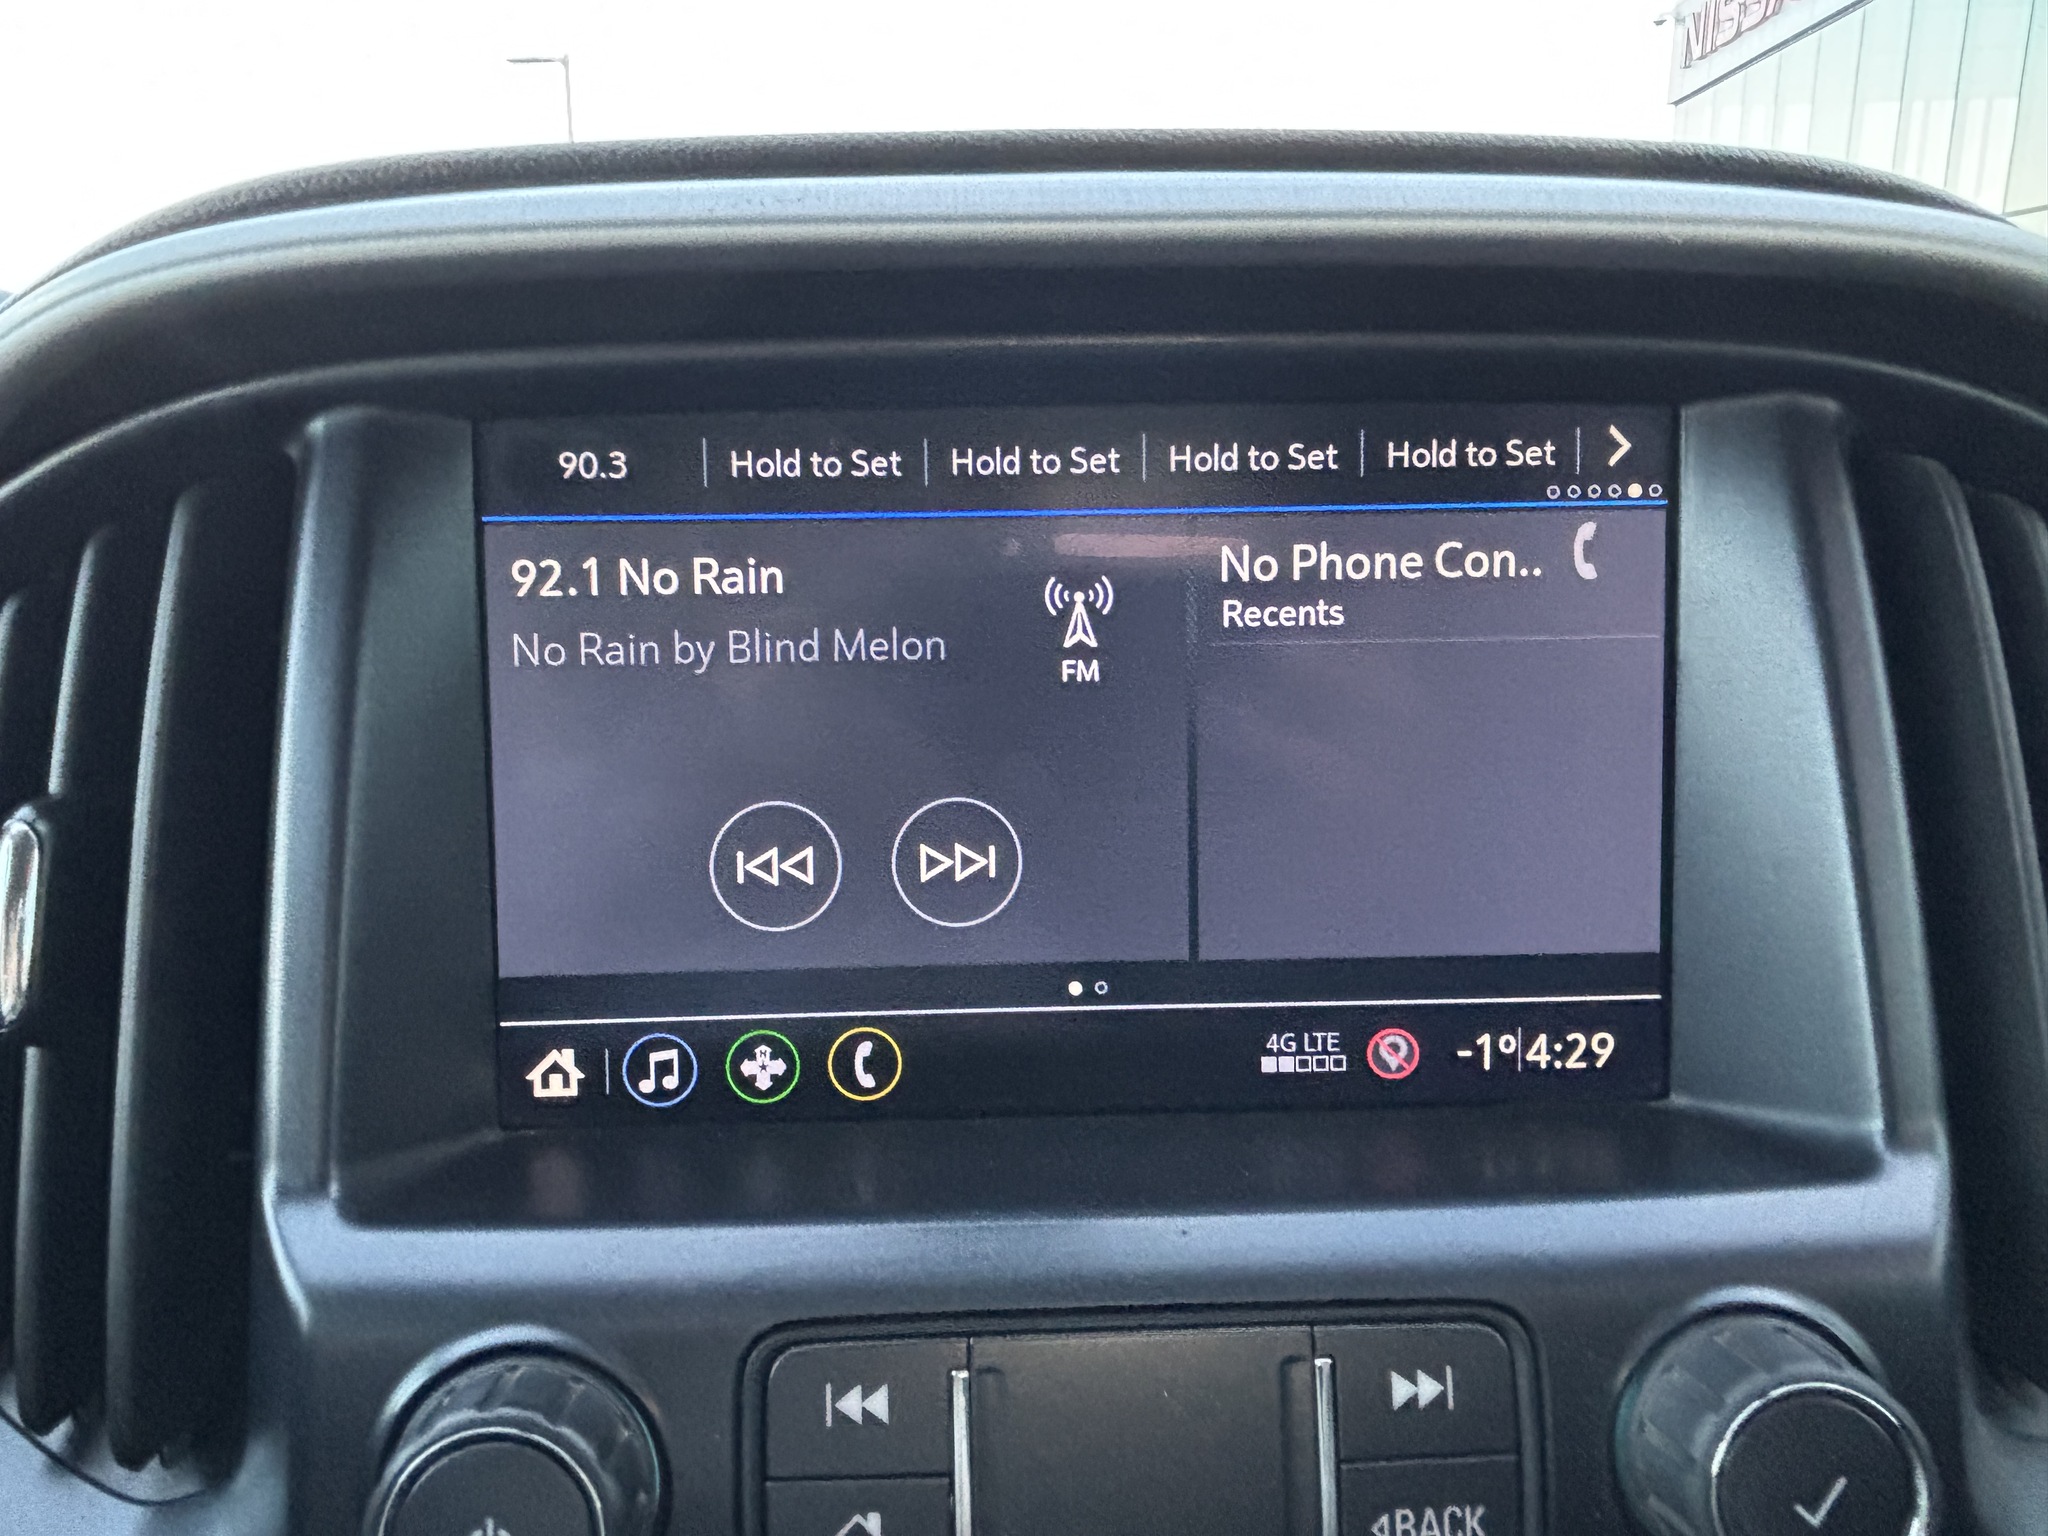 NISSA
90.3
Hold to Set
Hold to Set
Hold to Set
Hold to Set
92.1 No Rain
No Rain by Blind Melon
FM
No Phone Con..
Recents
4G LTE
-1° 4:29
BACK